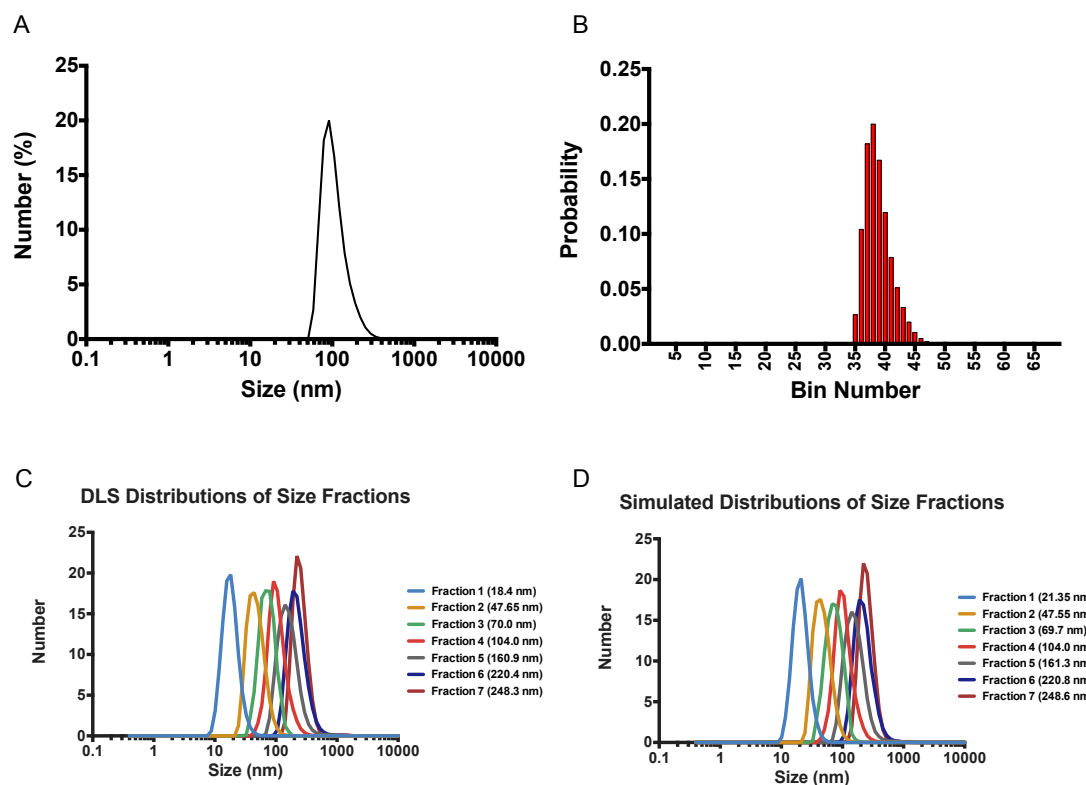 A
B
25
20
15
10
5
0
Number (%)
0.1 1 10 100 1000 10000
Size (nm)
0.25
0.20
0.15
0.10
0.05
0.00
Probability
5 10 15 20 25 30 35 40 45 50 55 60 65
Bin Number
C
DLS Distributions of Size Fractions
25
20
15
10
5
0
Number
0.1 1 10 100 1000 10000
Size (nm)
Fraction 1 (18.4 nm)
Fraction 2 (47.65 nm)
Fraction 3 (70.0 nm)
Fraction 4 (104.0 nm)
Fraction 5 (160.9 nm)
Fraction 6 (220.4 nm)
Fraction 7 (248.3 nm)
D
Simulated Distributions of Size Fractions
25
20
15
10
5
0
Number
0.1 1 10 100 1000 10000
Size (nm)
Fraction 1 (21.35 nm
Fraction 2 (47.55 nm
Fraction 3 (69.7 nm)
Fraction 4 (104.0 nm
Fraction 5 (161.3 nm
Fraction 6 (220.8 nm
Fraction 7 (248.6 nm